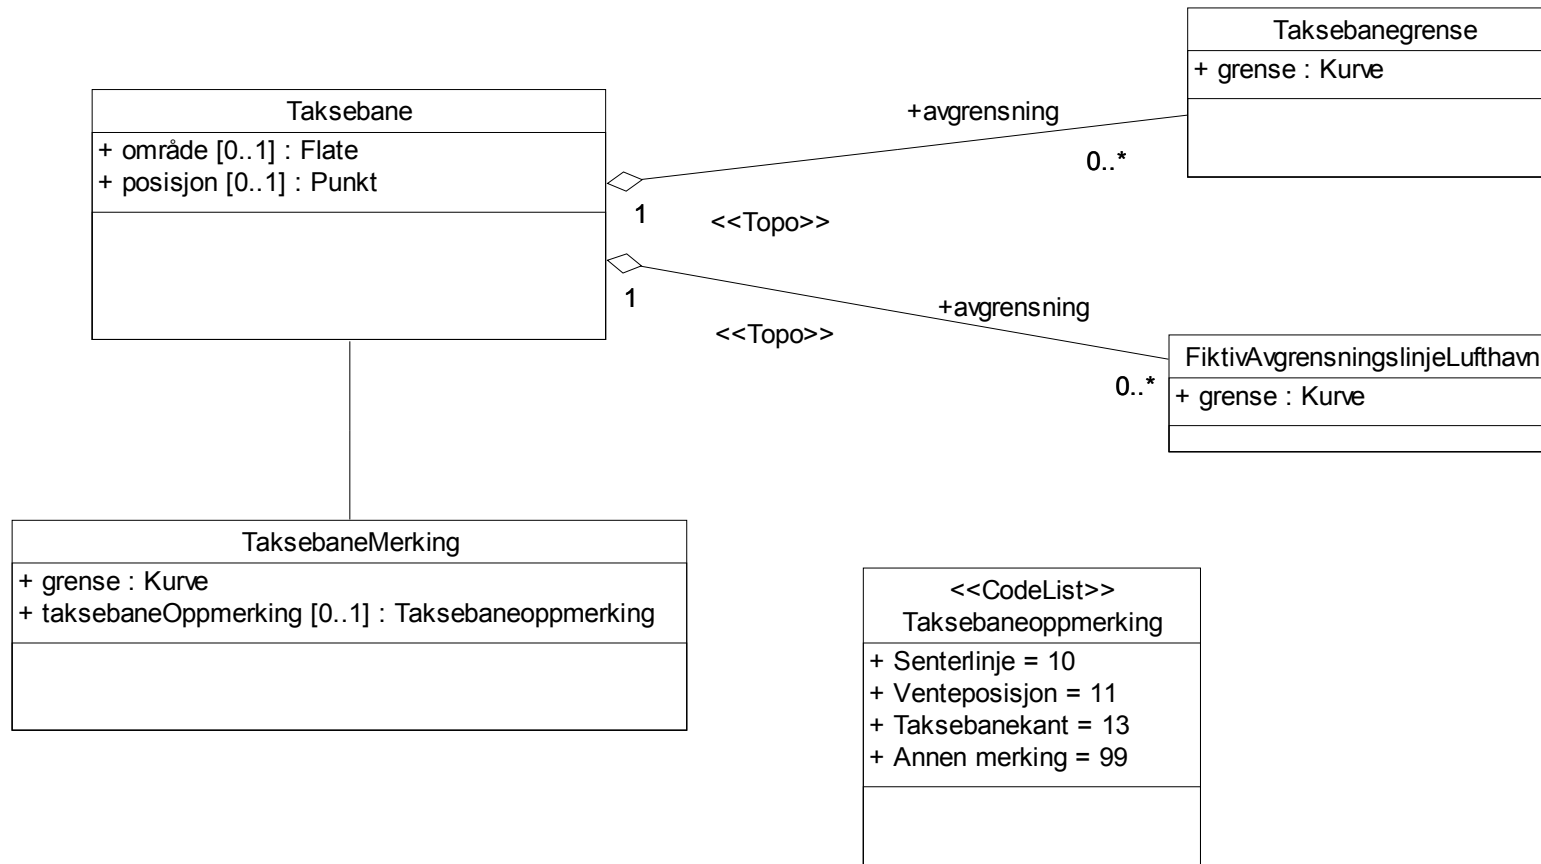 Taksebanegrense
+ grense : Kurve
Taksebane
+ område [0..1] : Flate
+ posisjon [0..1] : Punkt
+avgrensning
0..*
1
<<Topo>>
1
+avgrensning
<<Topo>>
0..*
FiktivAvgrensningslinjeLufthavn
+ grense : Kurve
TaksebaneMerking
+ grense : Kurve
+ taksebaneOppmerking [0..1] : Taksebaneoppmerking
<<CodeList>>
Taksebaneoppmerking
+ Senterlinje = 10
+ Venteposisjon = 11
+ Taksebanekant = 13
+ Annen merking = 99